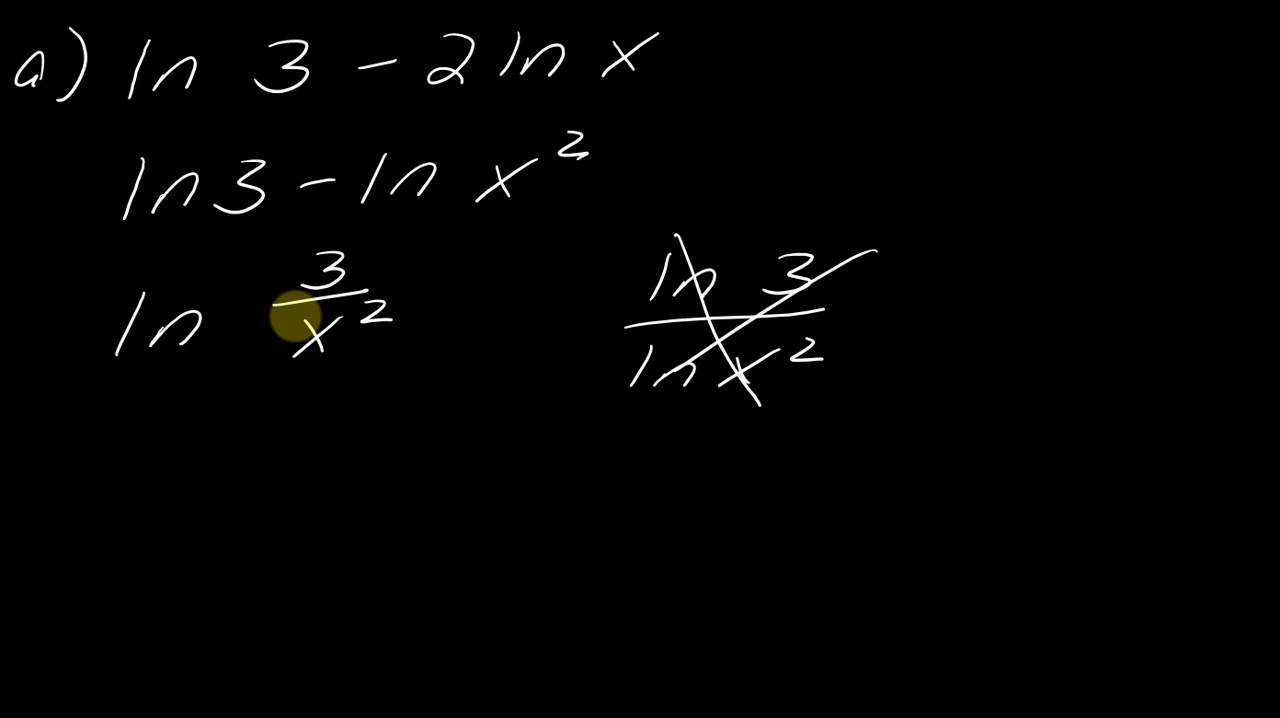 a) ln 3 - 2 ln x
ln 3 - ln x²
ln 3/x²
ln 3 / ln x²